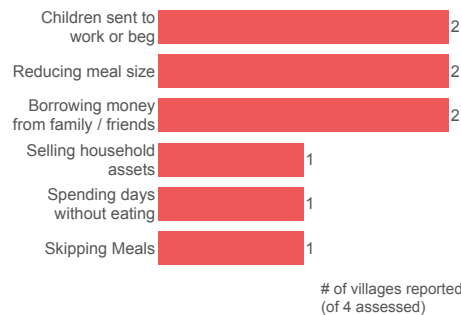 Children sent to
work or beg
2
Reducing meal size
2
Borrowing money
from family / friends
2
Selling household
assets
1
Spending days
without eating
1
Skipping Meals
1
# of villages reported
(of 4 assessed)